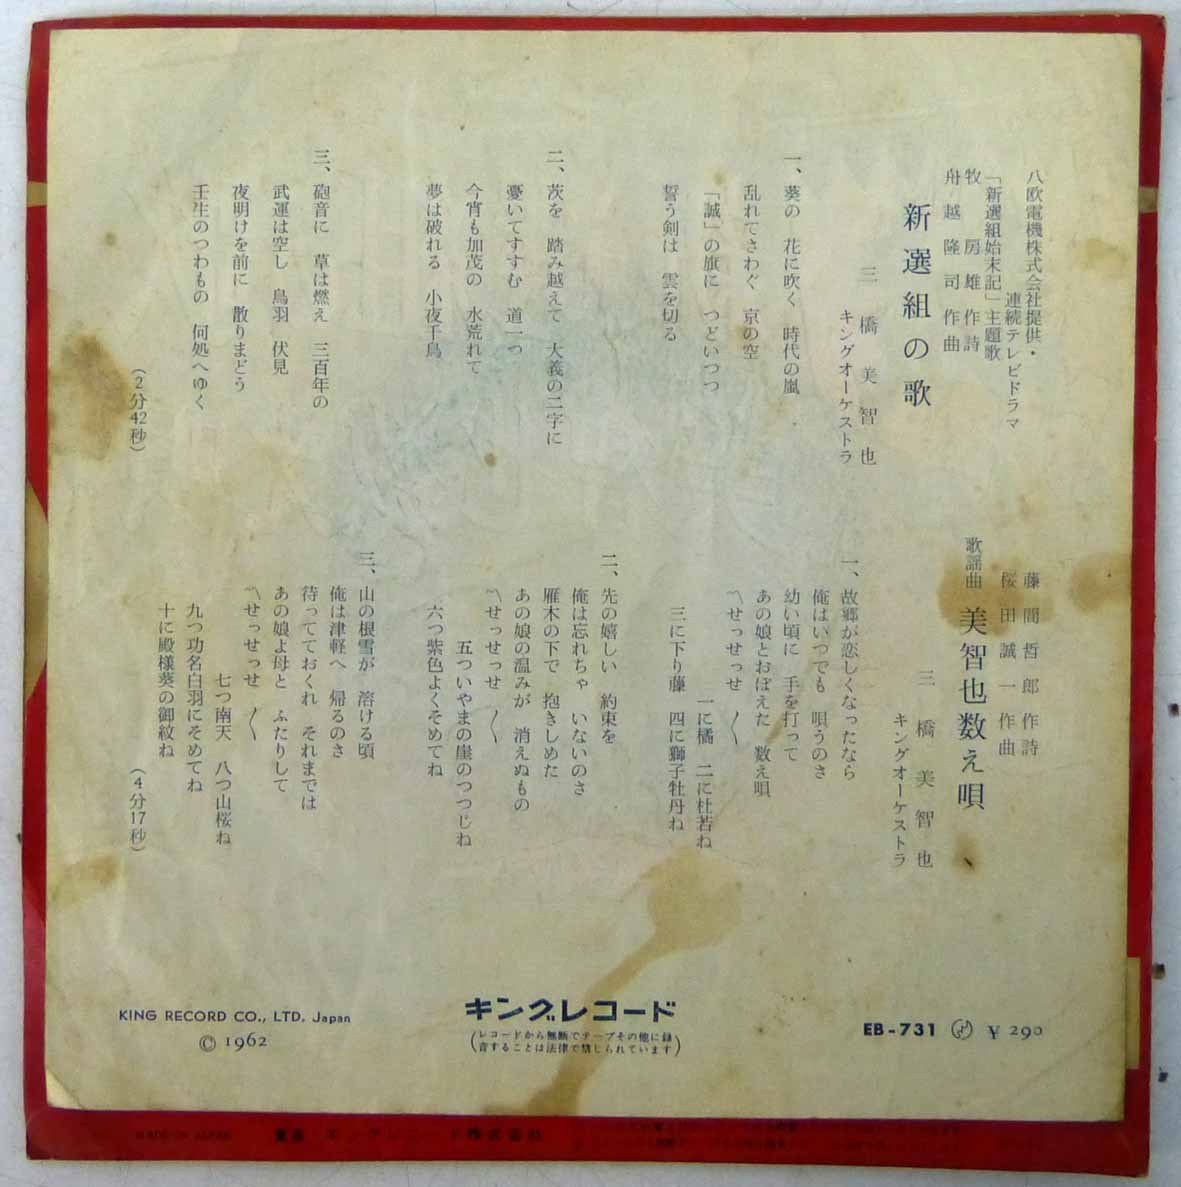 八欧電機株式会社提供・
連続テレビドラマ
「新選組始末記」主題歌
牧房雄作詩
舟越隆司作曲
新選組の歌
三橋美智也
キングオーケストラ
一、葵の 花に吹く 時代の嵐
乱れてさわぐ 京の空
「誠」の旗に つどいつつ
誓う剣は 雲を切る
二、茨を 踏み越えて 大義の二字に
憂いてすすむ 道一つ
今宵も加茂の 水荒れて
夢は破れる 小夜千鳥
三、砲音に 草は燃え 三百年の
武運は空し 鳥羽 伏見
夜明けを前に 散りまどう
壬生のつわもの 何処へゆく
(2分42秒)
藤間哲郎作詩
桜田誠一作曲
歌謡曲 美智也数え唄
三橋美智也
キングオーケストラ
一、故郷が恋しくなったなら
俺はいつでも 唄うのさ
幼い頃に 手を打って
あの娘とおぼえた 数え唄
〽せっせっせ 〱
一に橘 二に杜若ね
三に下り藤 四に獅子牡丹ね
二、先の嬉しい 約束を
俺は忘れちゃ いないのさ
雁木の下で 抱きしめた
あの娘の温みが 消えぬもの
〽せっせっせ 〱
五ついやまの崖のつつじね
六つ紫色よくそめてね
三、山の根雪が 溶ける頃
俺は津軽へ 帰るのさ
待ってておくれ それまでは
あの娘よ母と ふたりして
〽せっせっせ 〱
七つ南天 八つ山桜ね
九つ功名白羽にそめてね
十に殿様葵の御紋ね
(4分17秒)
KING RECORD CO., LTD. Japan
© 1962
キングレコード
(レコードから無断でテープその他に録
音することは法律で禁じられています)
EB-731 ¥ 290
MADE IN JAPAN